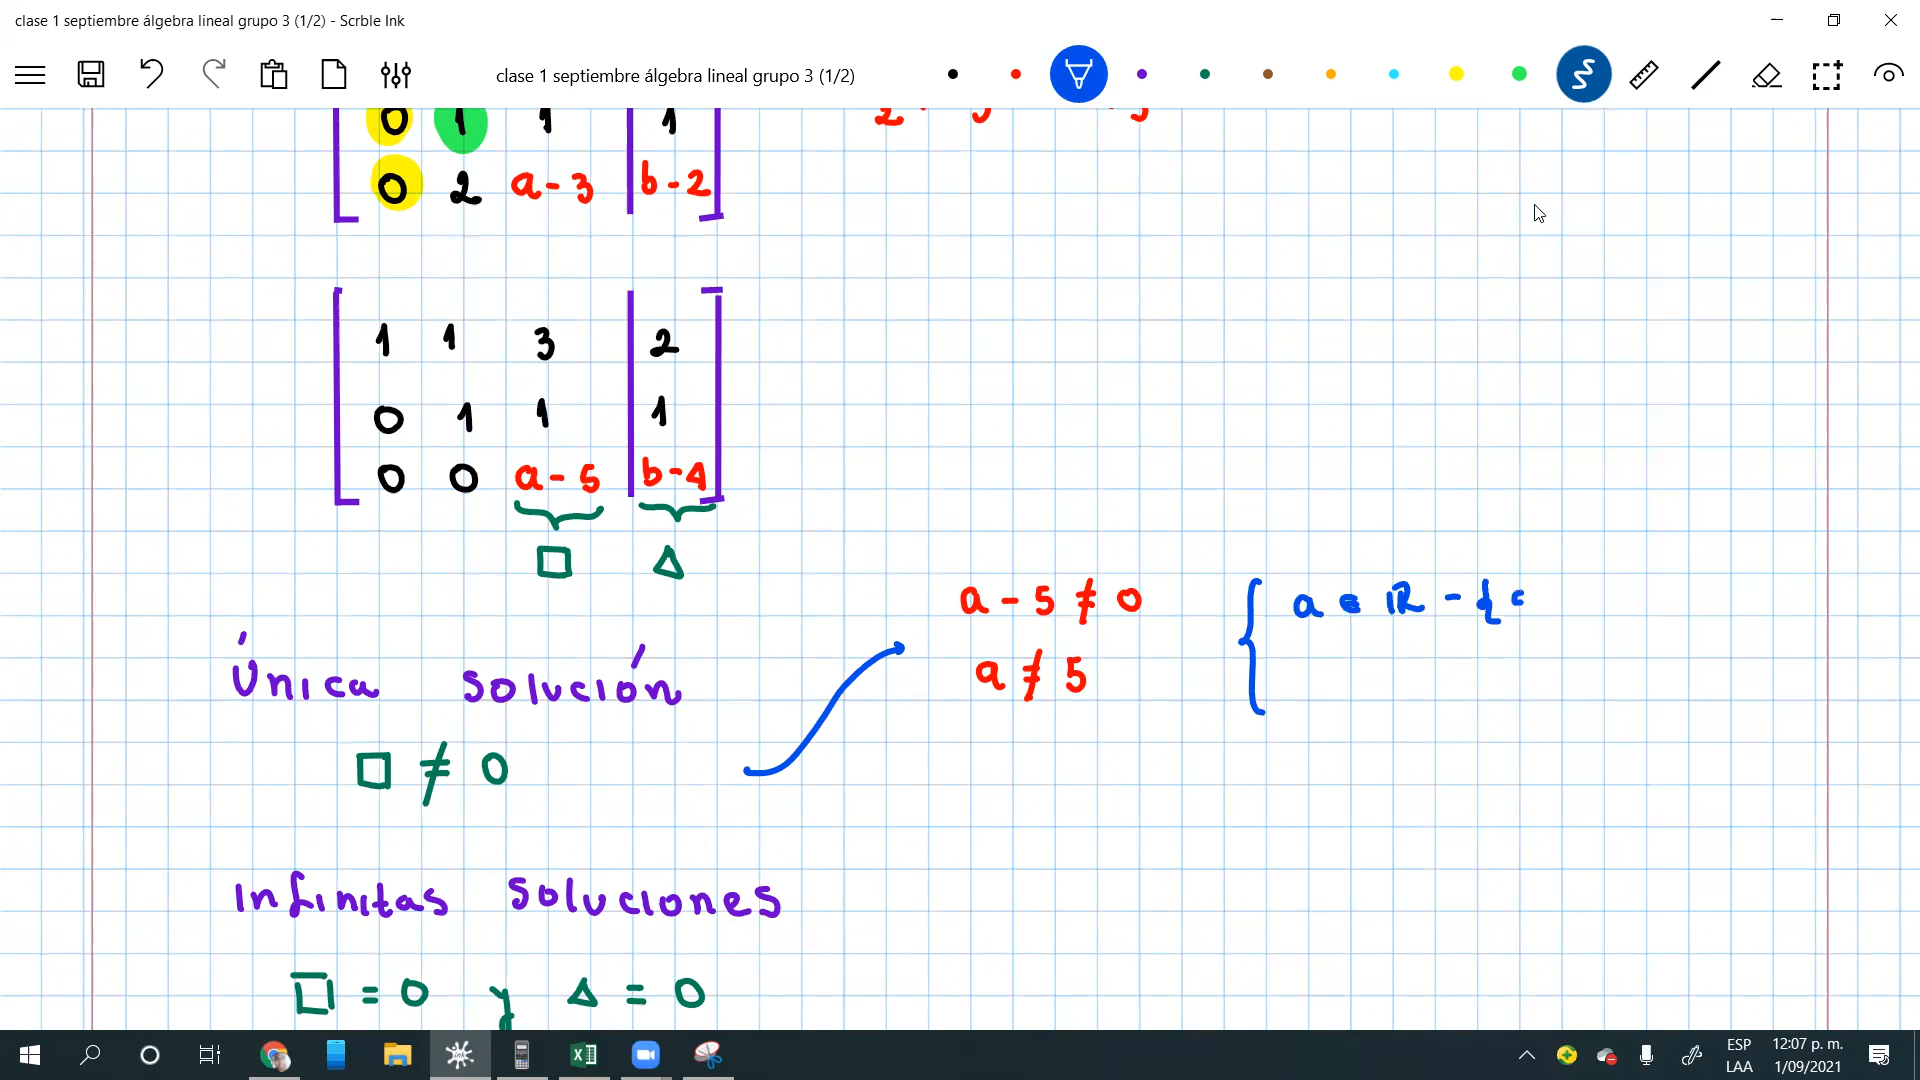 clase 1 septiembre álgebra lineal grupo 3 (1/2) - Scrble Ink
clase 1 septiembre álgebra lineal grupo 3 (1/2)
0 1 1 1
0 2 a-3 b-2
1 1 3 2
0 1 1 1
0 0 a-5 b-4
□ △
a - 5 ≠ 0
a ∈ ℝ - {
a ≠ 5
Única solución
□ ≠ 0
Infinitas soluciones
□ = 0 y △ = 0
ESP
LAA
12:07 p. m.
1/09/2021